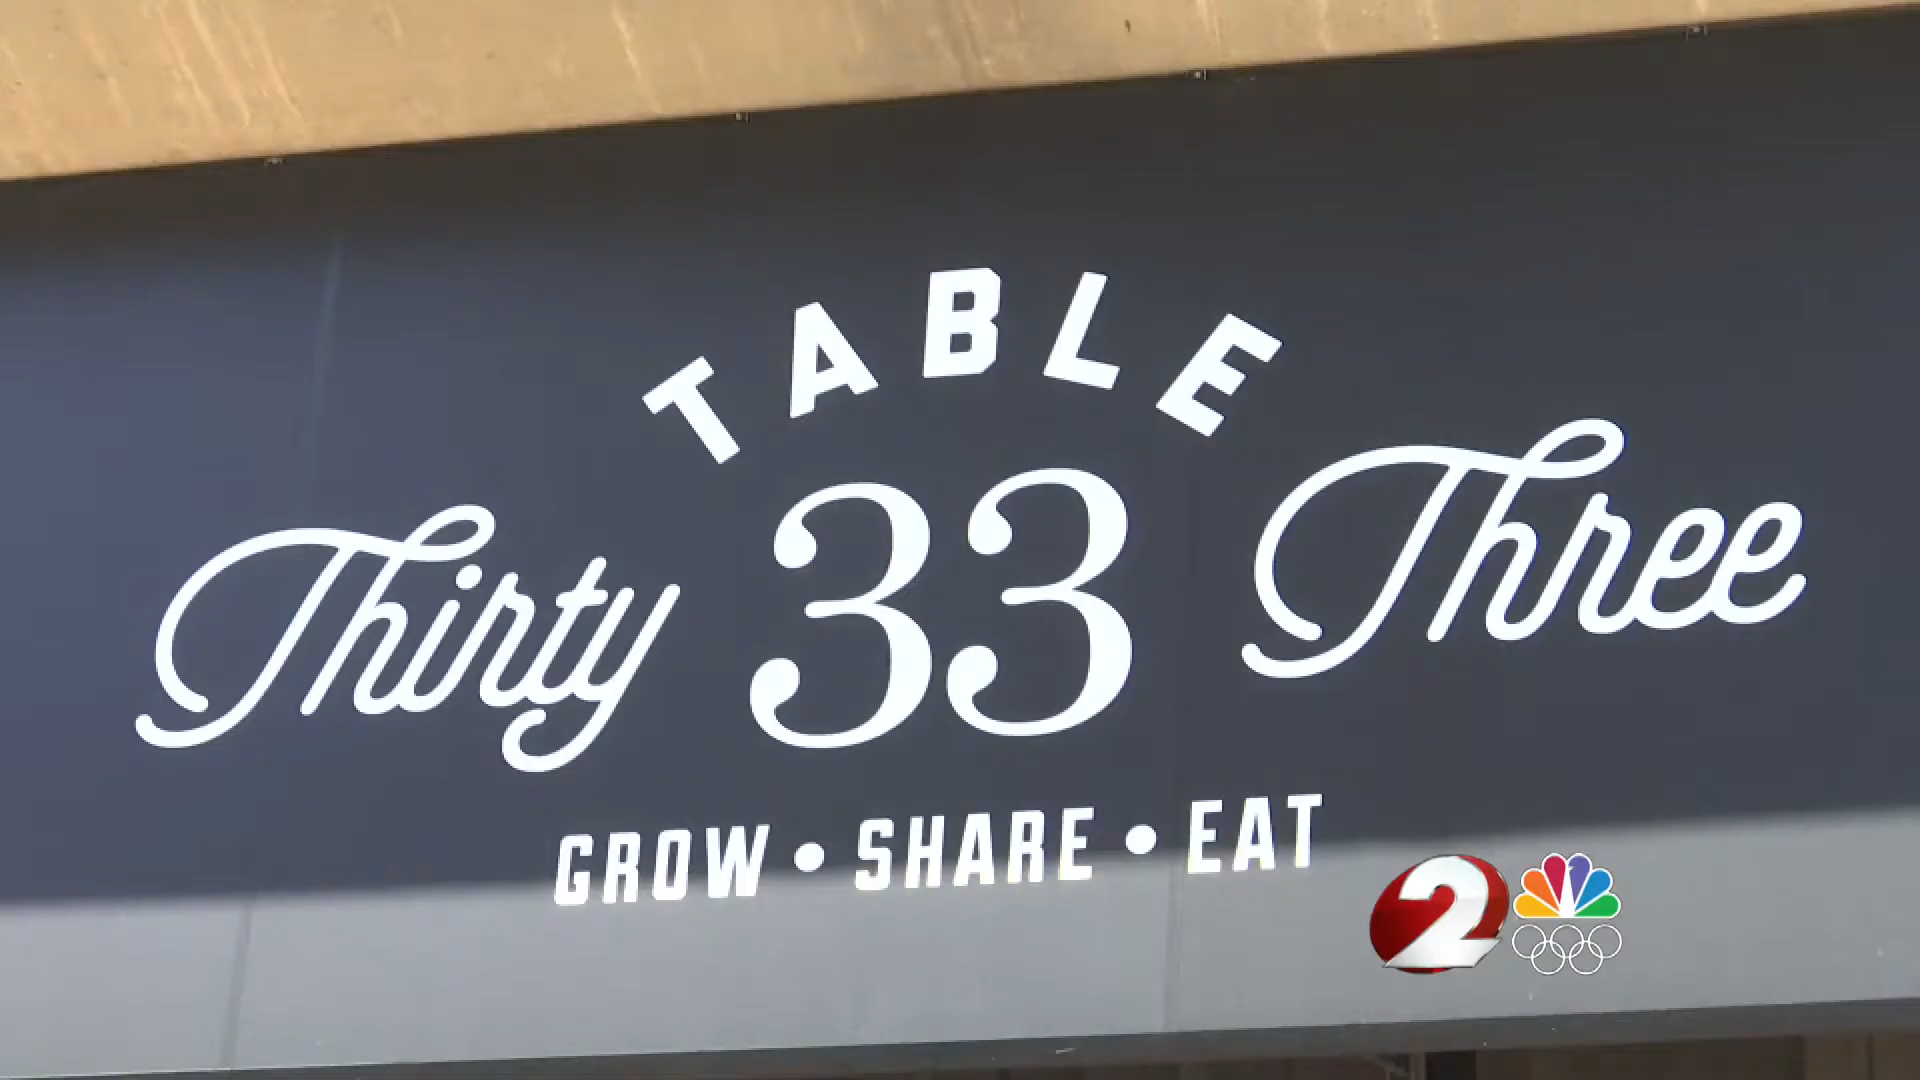 TABLE
Thirty 33 Three
GROW • SHARE • EAT
2